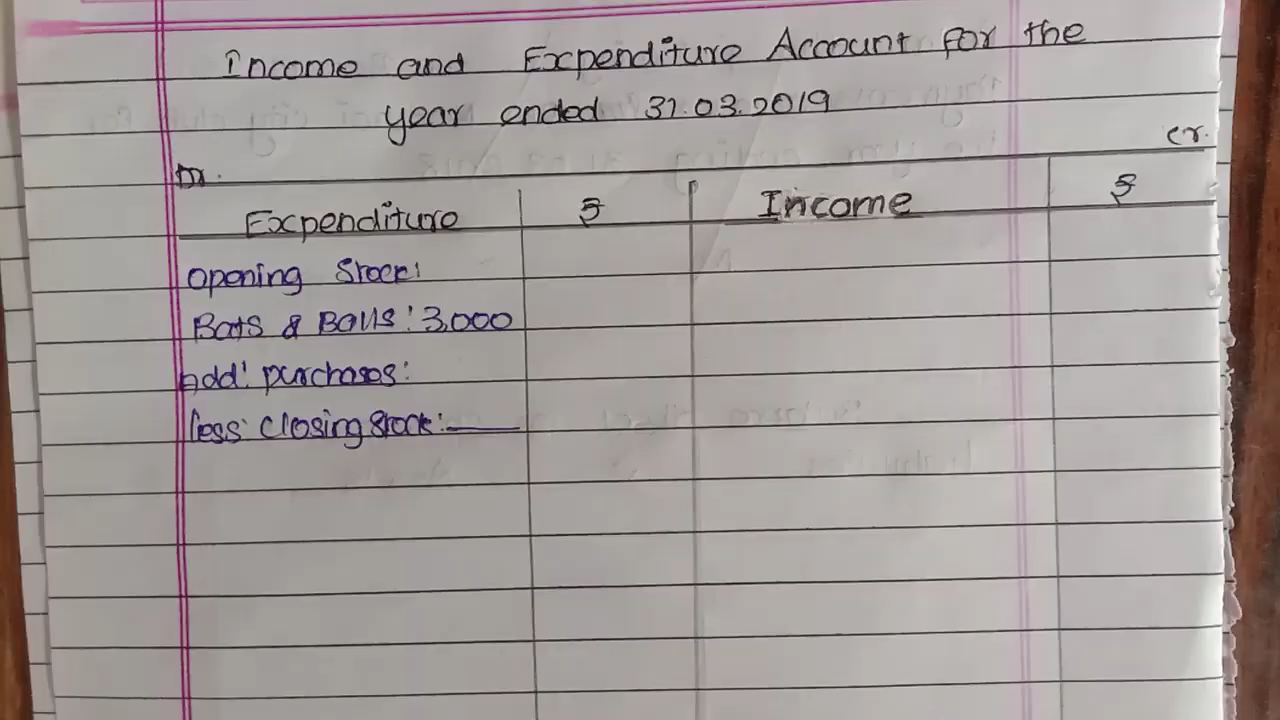 Income and Expenditure Account for the
year ended 31.03.2019
Dr.
cr.
Expenditure ₹ Income ₹
opening Stock:
Bats & Balls: 3,000
add: purchases:
less: closing stock: